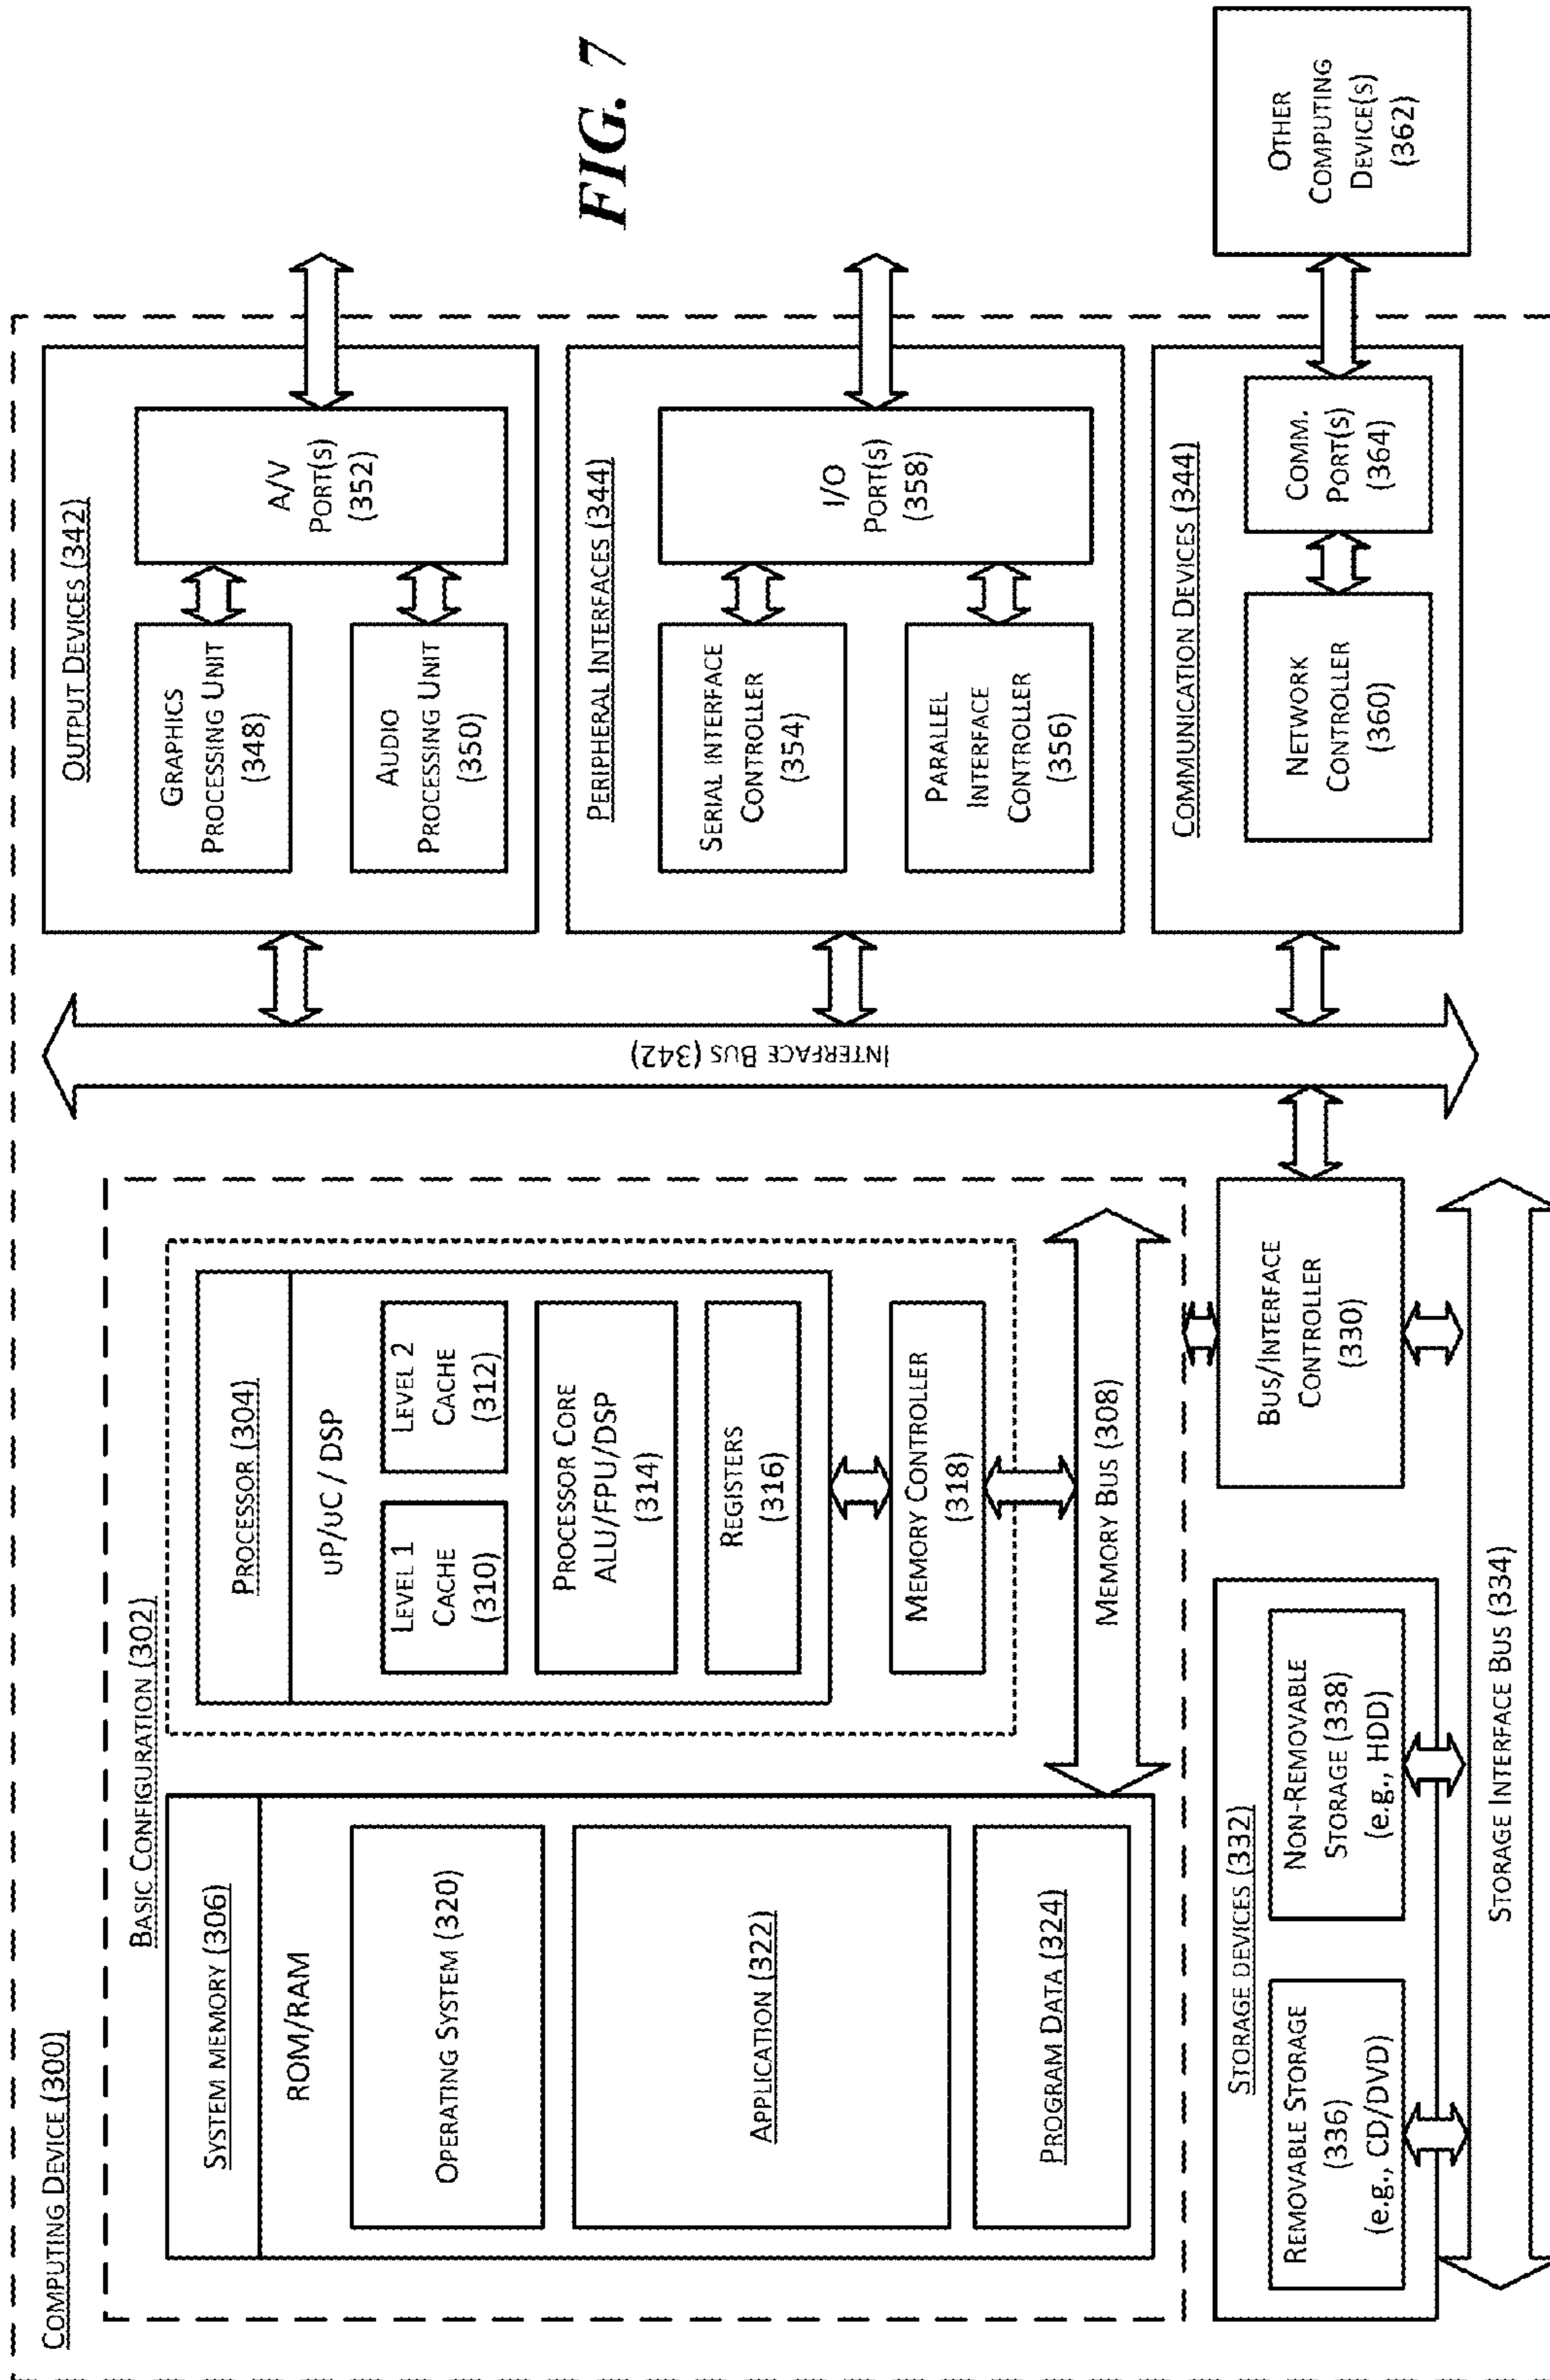 COMPUTING DEVICE (300)
BASIC CONFIGURATION (302)
SYSTEM MEMORY (306)
ROM/RAM
OPERATING SYSTEM (320)
APPLICATION (322)
PROGRAM DATA (324)
PROCESSOR (304)
uP/uC / DSP
LEVEL 1
CACHE
(310)
LEVEL 2
CACHE
(312)
PROCESSOR CORE
ALU/FPU/DSP
(314)
REGISTERS
(316)
MEMORY CONTROLLER
(318)
MEMORY BUS (308)
STORAGE DEVICES (332)
REMOVABLE STORAGE
(336)
(e.g., CD/DVD)
NON-REMOVABLE
STORAGE (338)
(e.g., HDD)
BUS/INTERFACE
CONTROLLER
(330)
STORAGE INTERFACE BUS (334)
INTERFACE BUS (342)
OUTPUT DEVICES (342)
GRAPHICS
PROCESSING UNIT
(348)
AUDIO
PROCESSING UNIT
(350)
A/V
PORT(S)
(352)
PERIPHERAL INTERFACES (344)
SERIAL INTERFACE
CONTROLLER
(354)
PARALLEL
INTERFACE
CONTROLLER
(356)
I/O
PORT(S)
(358)
COMMUNICATION DEVICES (344)
NETWORK
CONTROLLER
(360)
COMM.
PORT(S)
(364)
OTHER
COMPUTING
DEVICE(S)
(362)
FIG. 7